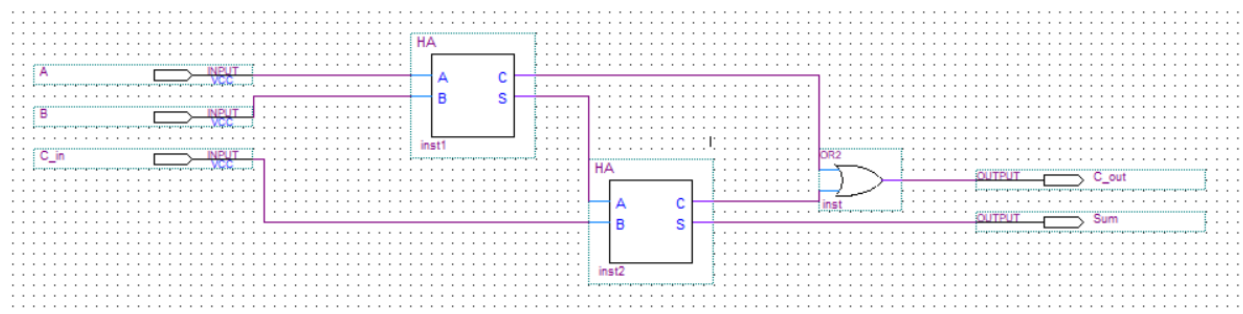 HA
A
INPUT
VCC
A
C
B
S
B
INPUT
VCC
inst1
C_in
INPUT
VCC
HA
OR2
OUTPUT
C_out
inst
A
C
B
S
OUTPUT
Sum
inst2